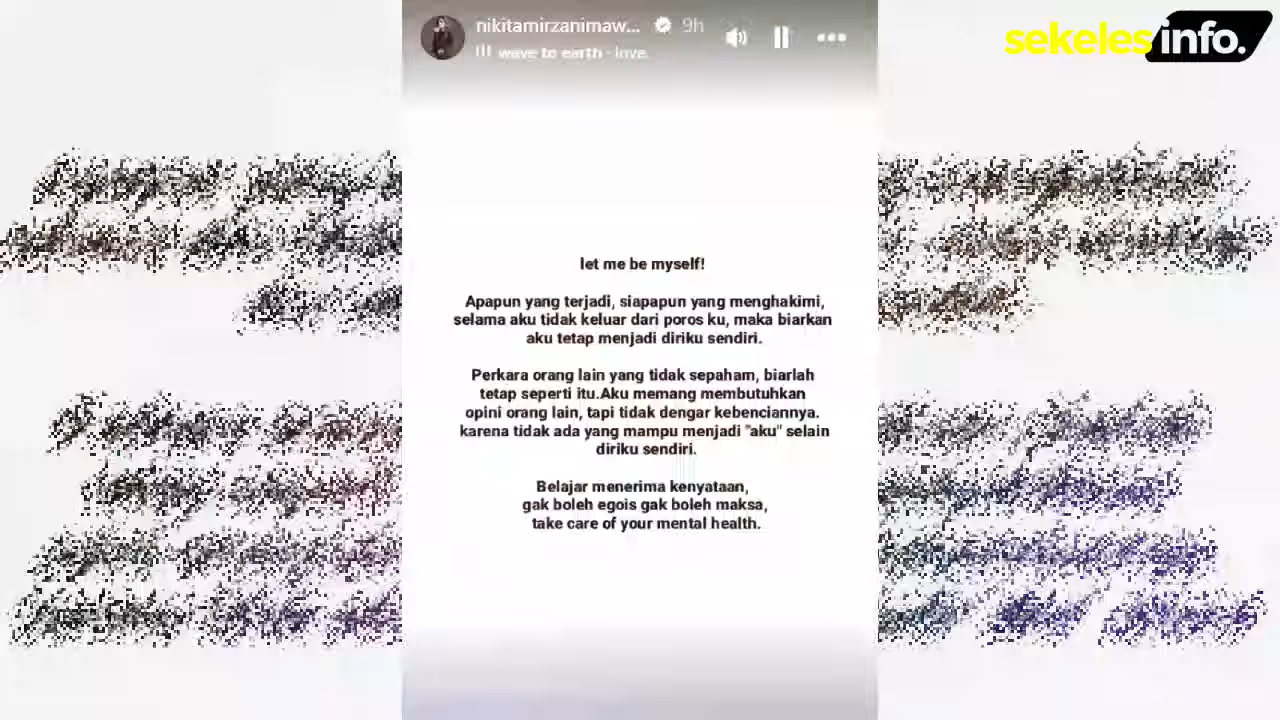 nikitamirzanimaw... 9h
wave to earth · love.
sekelesinfo.
let me be myself!
Apapun yang terjadi, siapapun yang menghakimi,
selama aku tidak keluar dari poros ku, maka biarkan
aku tetap menjadi diriku sendiri.
Perkara orang lain yang tidak sepaham, biarlah
tetap seperti itu.Aku memang membutuhkan
opini orang lain, tapi tidak dengar kebenciannya.
karena tidak ada yang mampu menjadi "aku" selain
diriku sendiri.
Belajar menerima kenyataan,
gak boleh egois gak boleh maksa,
take care of your mental health.